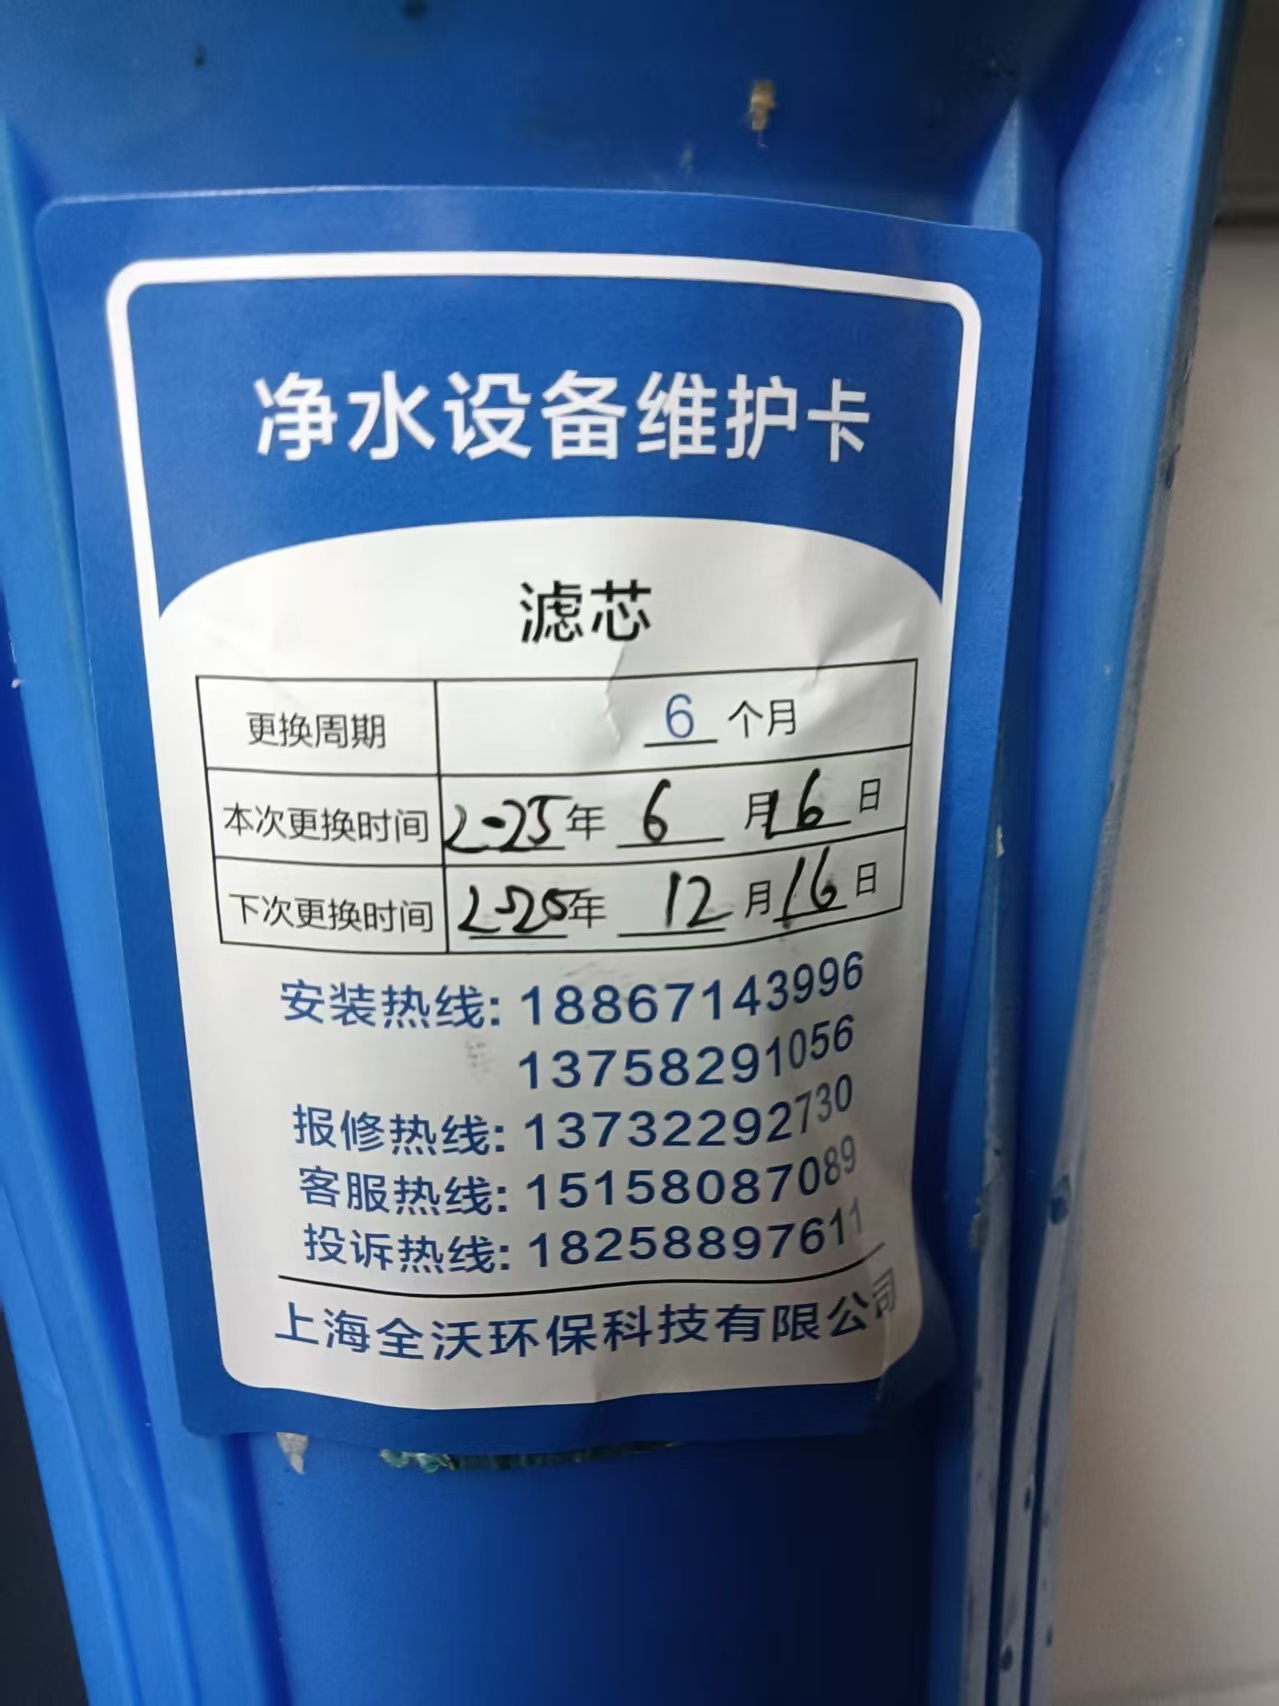 净水设备维护卡
滤芯
更换周期 6 个月
本次更换时间 2025年 6 月16日
下次更换时间 2025年 12 月16日
安装热线: 18867143996
13758291056
报修热线: 13732292730
客服热线: 15158087089
投诉热线: 18258897611
上海全沃环保科技有限公司